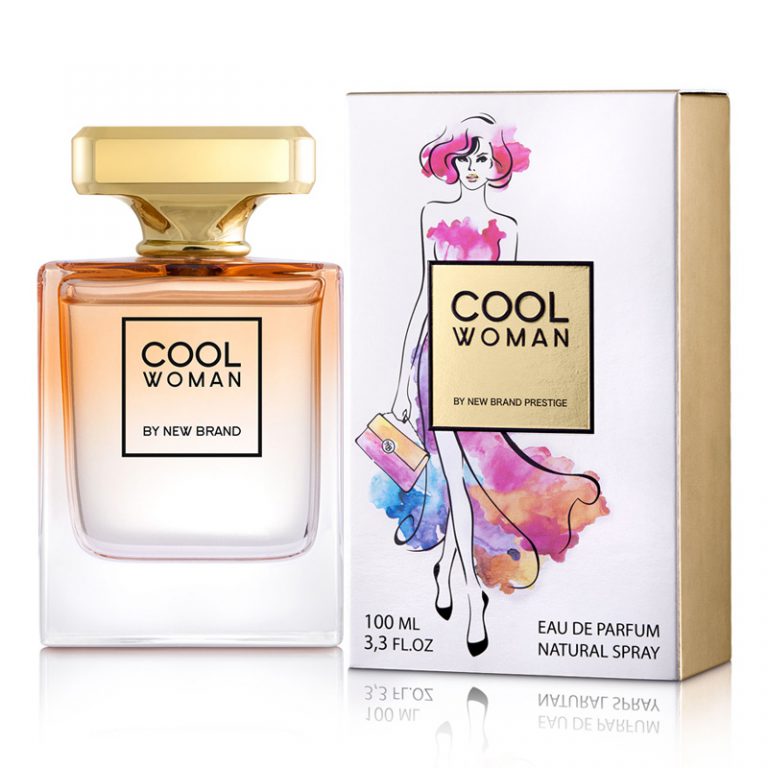 COOL
WOMAN
BY NEW BRAND
COOL
WOMAN
BY NEW BRAND PRESTIGE
100 ML
3,3 FL.OZ
EAU DE PARFUM
NATURAL SPRAY